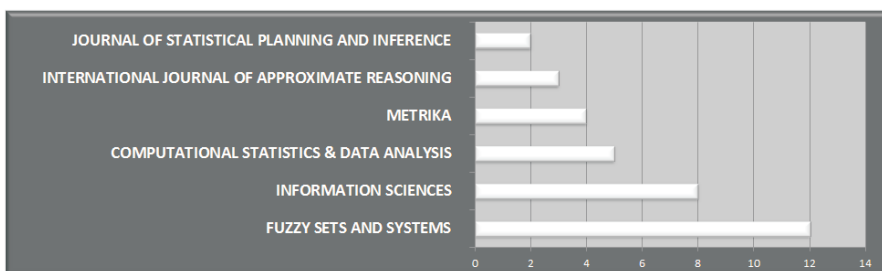 JOURNAL OF STATISTICAL PLANNING AND INFERENCE
INTERNATIONAL JOURNAL OF APPROXIMATE REASONING
METRIKA
COMPUTATIONAL STATISTICS & DATA ANALYSIS
INFORMATION SCIENCES
FUZZY SETS AND SYSTEMS
0 2 4 6 8 10 12 14